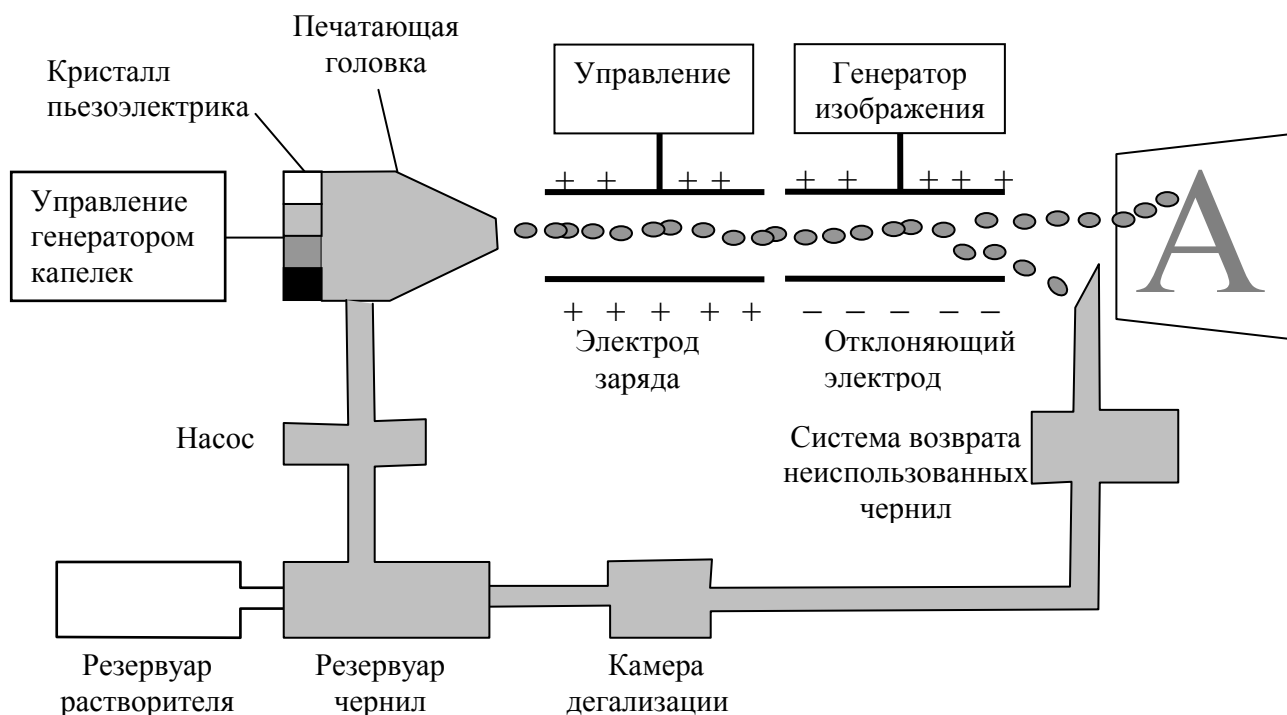 Печатающая
головка
Кристалл
пьезоэлектрика
Управление
Генератор
изображения
Управление
генератором
капелек
+ + + +
+ + + + +
А
+ + + + +
– – – – –
Электрод
заряда
Отклоняющий
электрод
Насос
Система возврата
неиспользованных
чернил
Резервуар
растворителя
Резервуар
чернил
Камера
дегализации